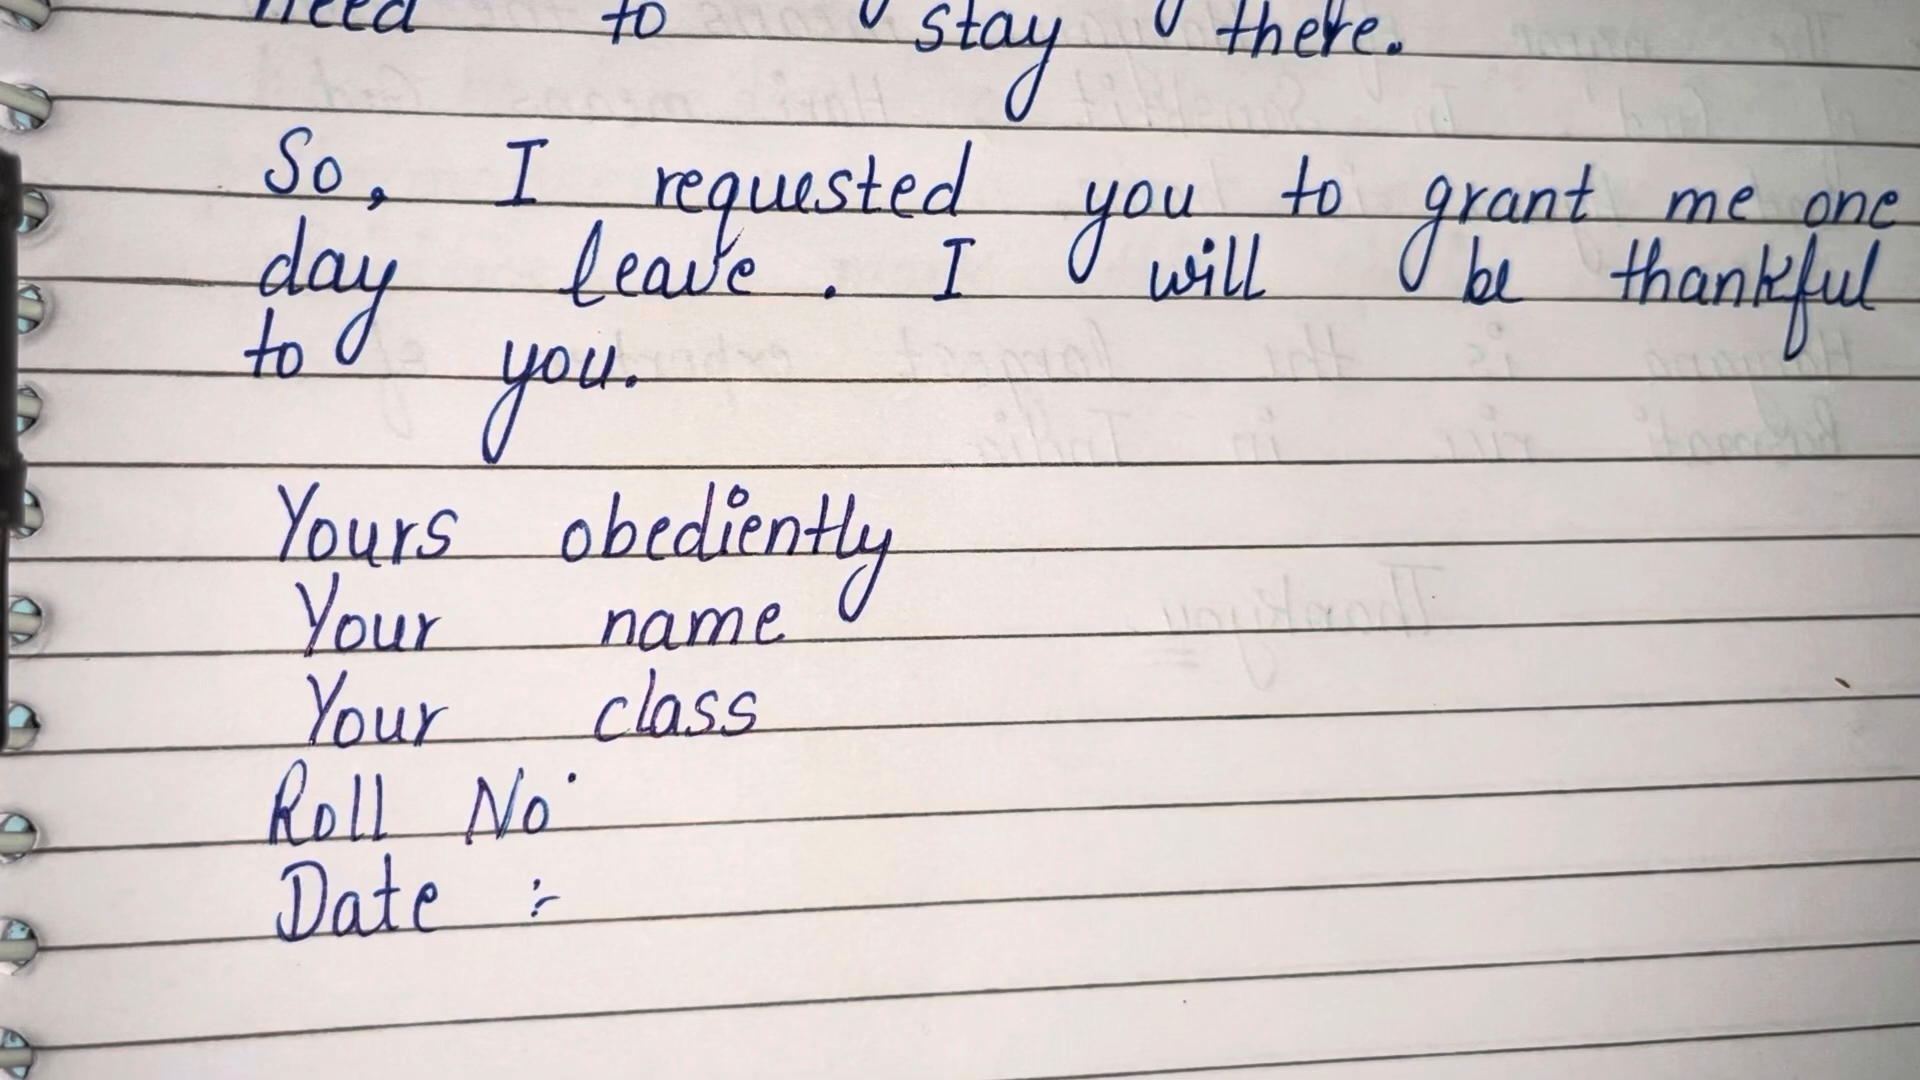 need to stay there.
So, I requested you to grant me one
day leave. I will be thankful
to you.
Yours obediently
Your name
Your class
Roll No.
Date :-